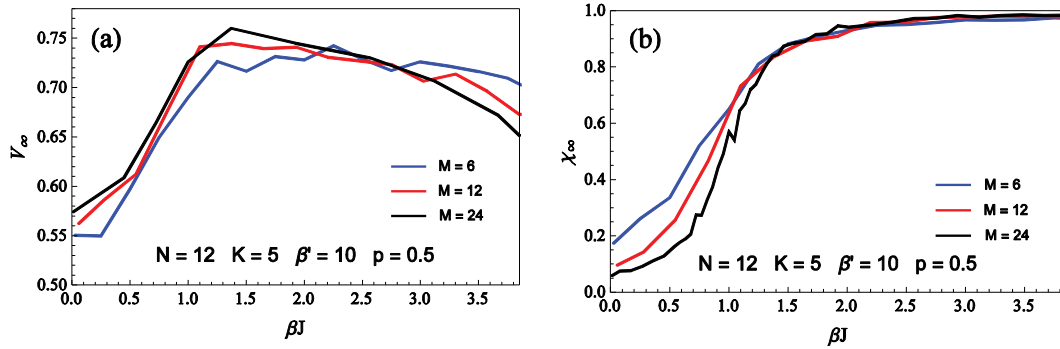 (a)
0.75
0.70
0.65
0.60
0.55
0.50
V∞
M = 6
M = 12
M = 24
N = 12 K = 5 β' = 10 p = 0.5
0.0 0.5 1.0 1.5 2.0 2.5 3.0 3.5
βJ
(b)
1.0
0.8
0.6
0.4
0.2
0.0
χ∞
M = 6
M = 12
M = 24
N = 12 K = 5 β' = 10 p = 0.5
0.0 0.5 1.0 1.5 2.0 2.5 3.0 3.5
βJ